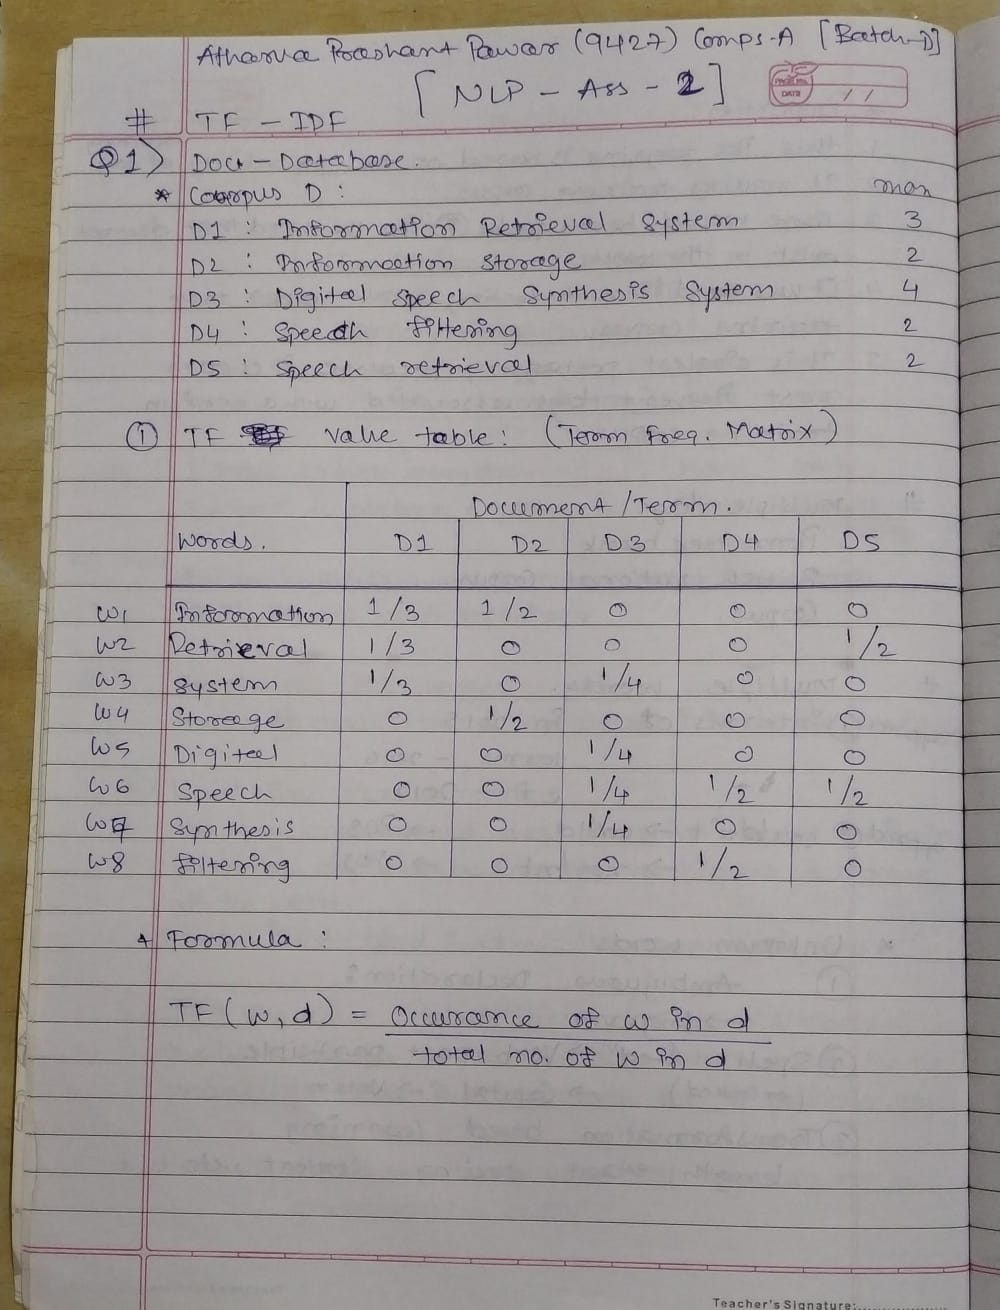 Atharva Prashant Pawar (9427) Comps-A [Batch-D]
[NLP - Ass - 2]
DATE / /
# TF - IDF
Q1) Doc - Database.
* Corpus D : max
D1 : Information Retrieval System 3
D2 : Information Storage 2
D3 : Digital Speech Synthesis System 4
D4 : Speech filtering 2
D5 : Speech retrieval 2
① TF value table: (Term Freq. Matrix)
Document / Term.
words. D1 D2 D3 D4 D5
w1 Information 1/3 1/2 0 0 0
w2 Retrieval 1/3 0 0 0 1/2
w3 System 1/3 0 1/4 0 0
w4 Storage 0 1/2 0 0 0
w5 Digital 0 0 1/4 0 0
w6 Speech 0 0 1/4 1/2 1/2
w7 Synthesis 0 0 1/4 0 0
w8 filtering 0 0 0 1/2 0
* Formula :
TF (w, d) = Occurance of w in d
total no. of w in d
Teacher's Signature: